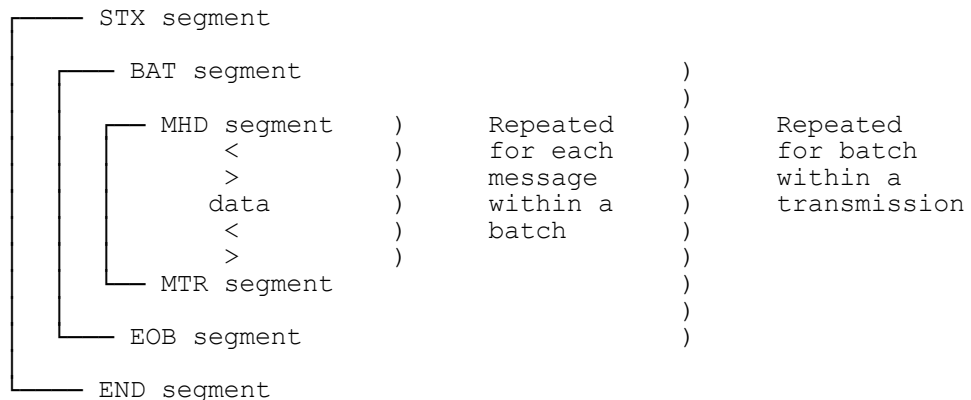 STX segment
BAT segment )
)
MHD segment ) Repeated ) Repeated
< ) for each ) for batch
> ) message ) within a
data ) within a ) transmission
< ) batch )
> ) )
MTR segment )
)
EOB segment )
END segment